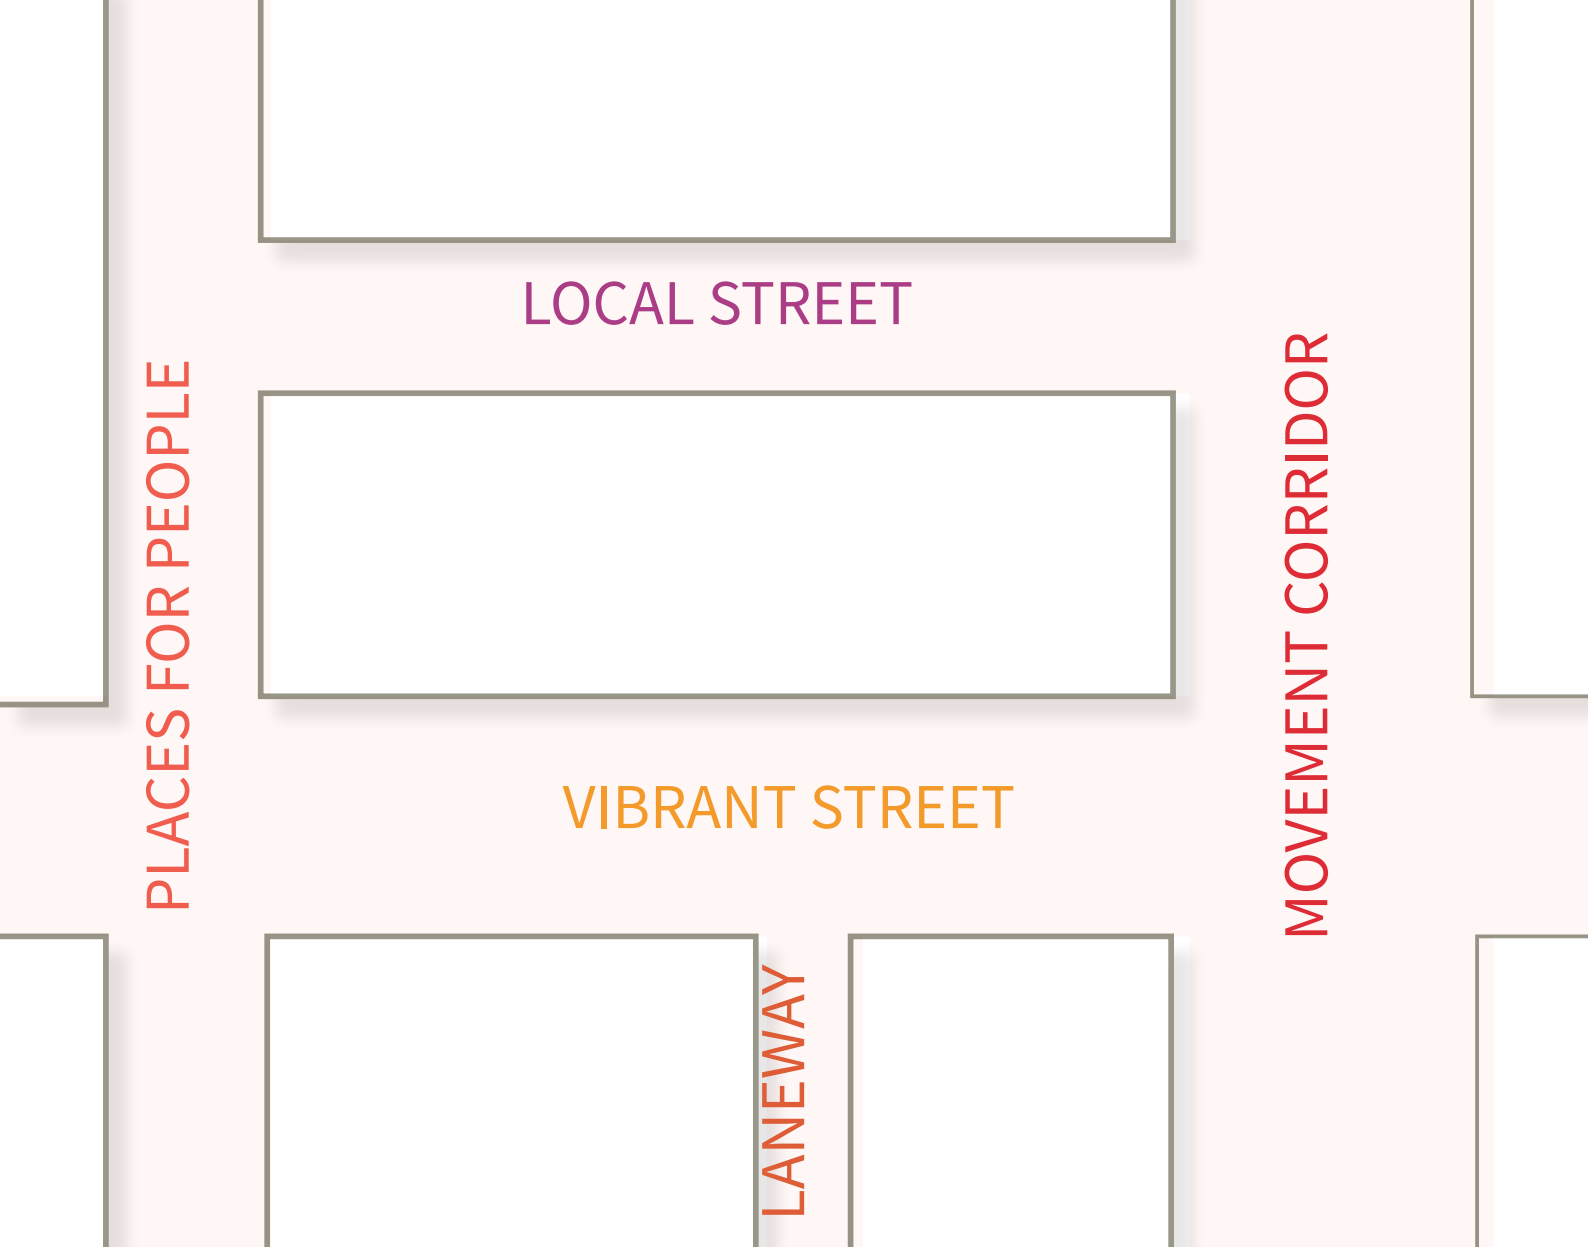 LOCAL STREET
PLACES FOR PEOPLE
MOVEMENT CORRIDOR
VIBRANT STREET
LANEWAY